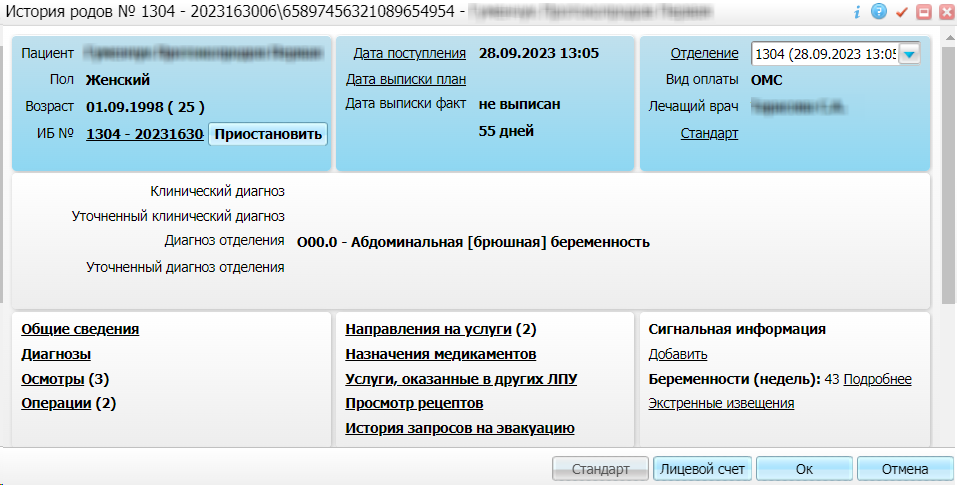 История родов № 1304 - 2023163006\65897456321089654954 -
Пациент
Пол Женский
Возраст 01.09.1998 ( 25 )
ИБ № 1304 - 20231630 Приостановить
Дата поступления 28.09.2023 13:05
Дата выписки план
Дата выписки факт не выписан
55 дней
Отделение 1304 (28.09.2023 13:05
Вид оплаты ОМС
Лечащий врач
Стандарт
Клинический диагноз
Уточненный клинический диагноз
Диагноз отделения O00.0 - Абдоминальная [брюшная] беременность
Уточненный диагноз отделения
Общие сведения
Диагнозы
Осмотры (3)
Операции (2)
Направления на услуги (2)
Назначения медикаментов
Услуги, оказанные в других ЛПУ
Просмотр рецептов
История запросов на эвакуацию
Сигнальная информация
Добавить
Беременности (недель): 43 Подробнее
Экстренные извещения
Стандарт Лицевой счет Ок Отмена